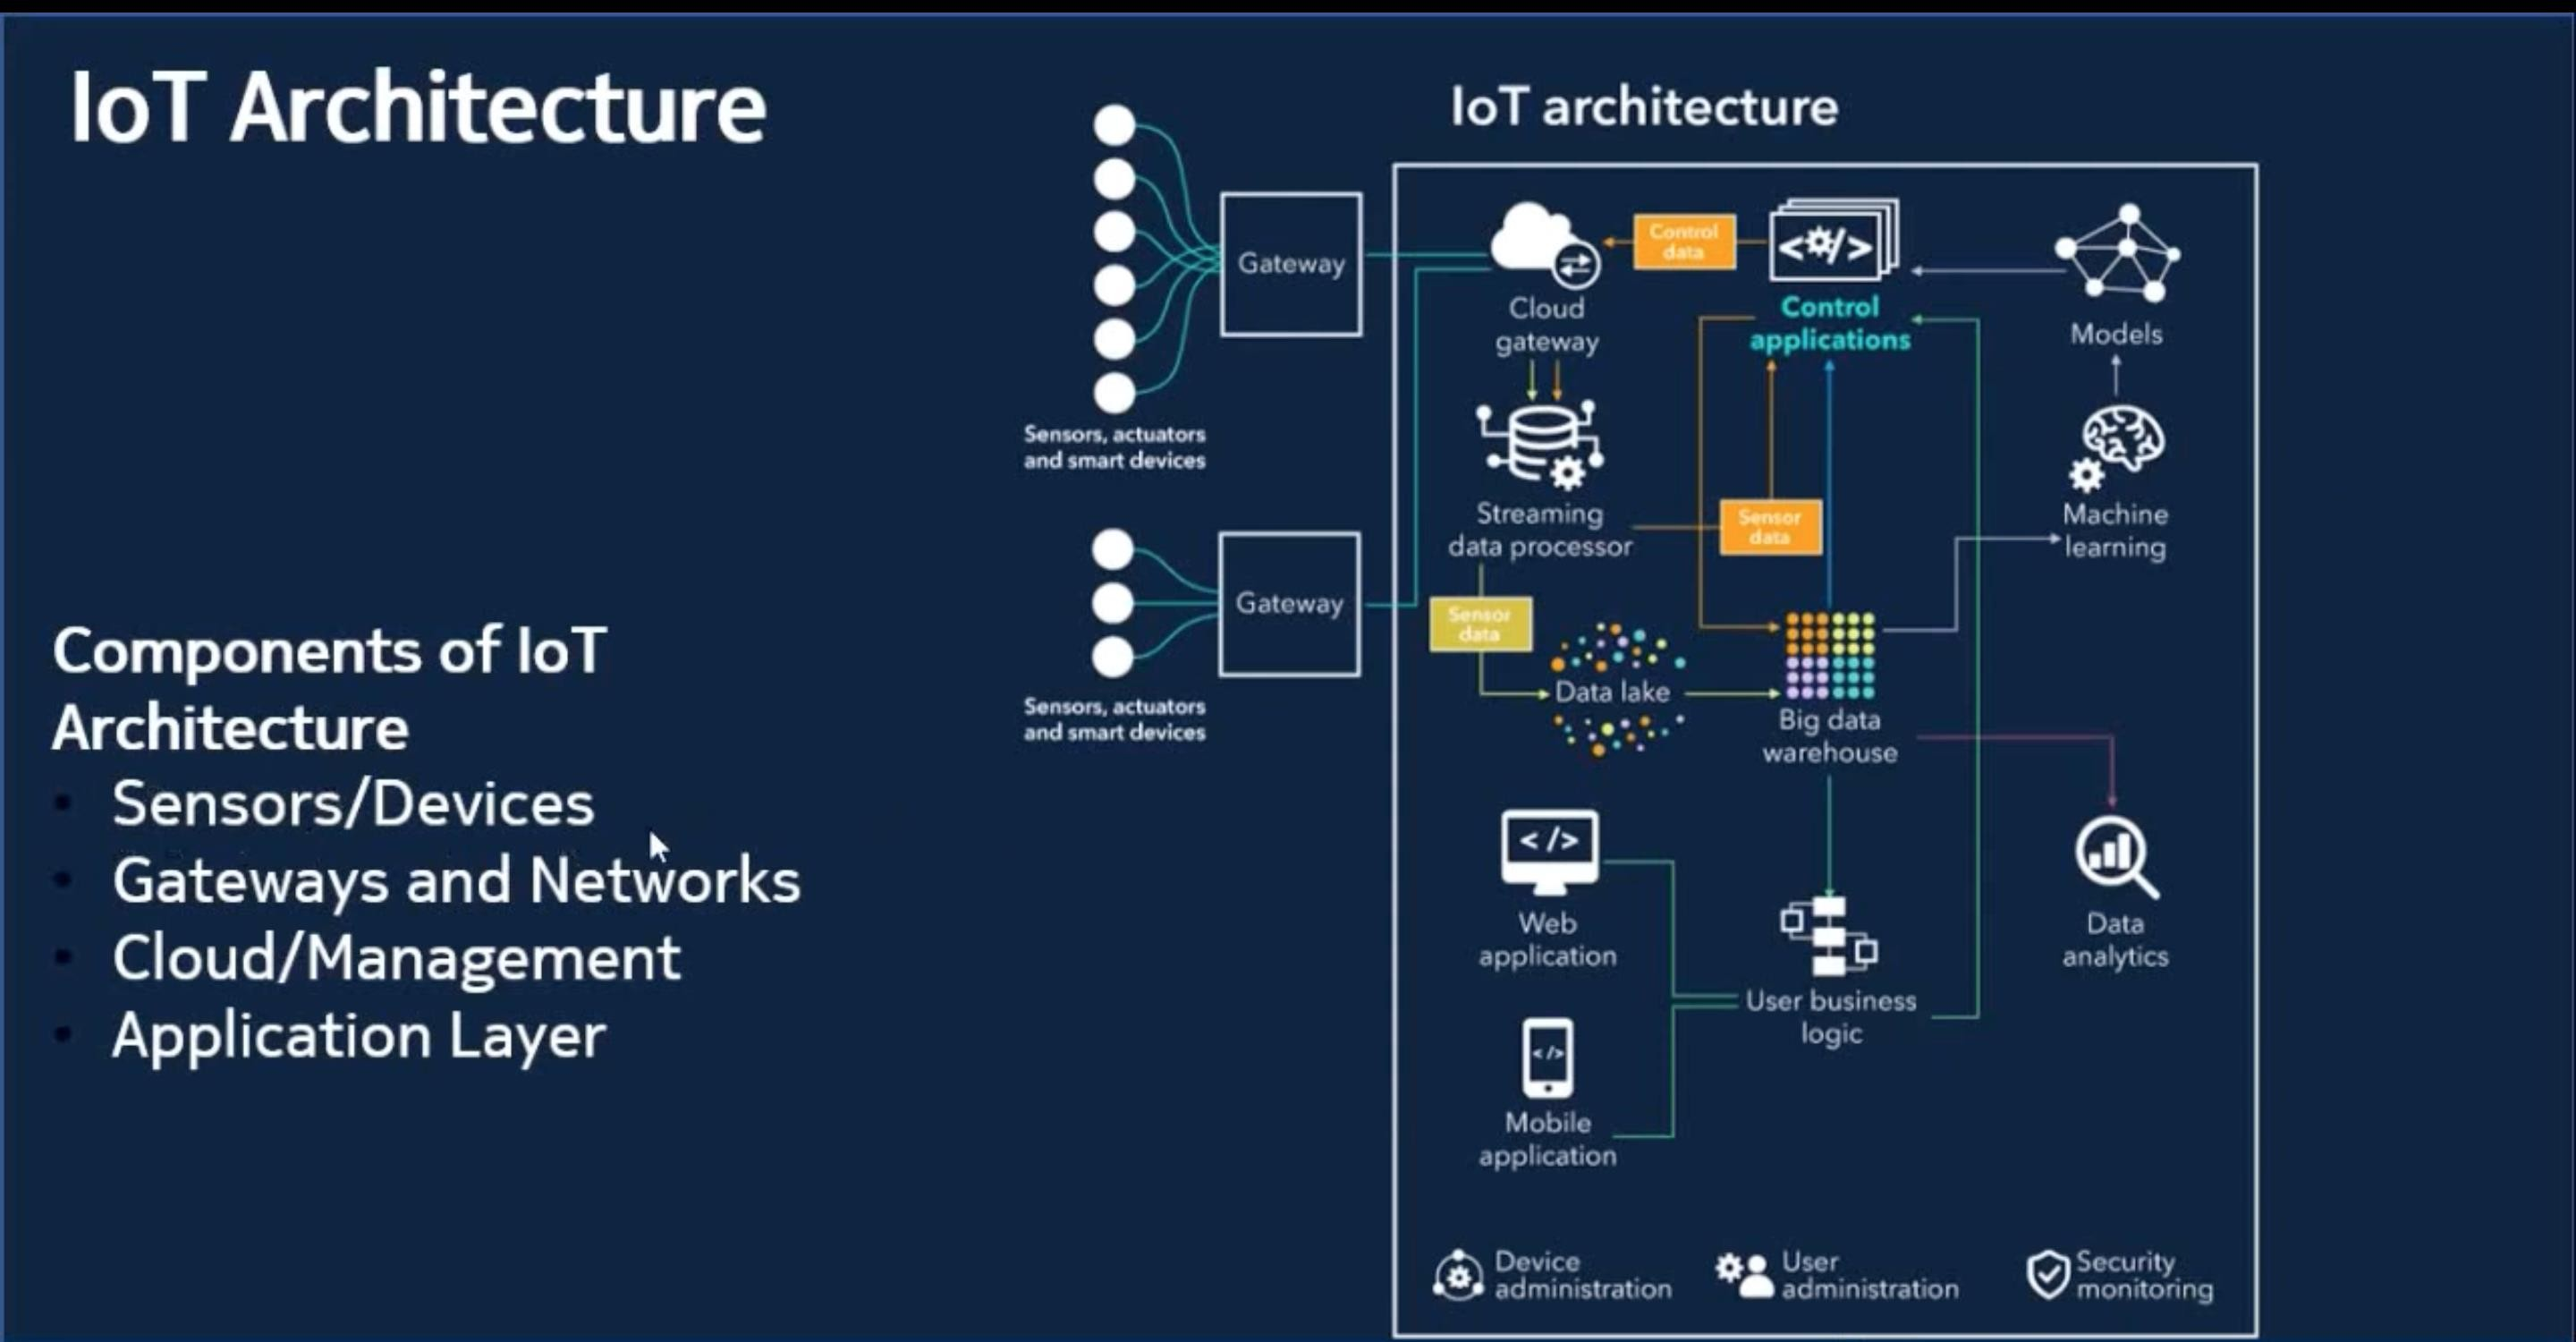 IoT Architecture
Components of IoT
Architecture
Sensors/Devices
Gateways and Networks
Cloud/Management
Application Layer
IoT architecture
Sensors, actuators
and smart devices
Gateway
Sensors, actuators
and smart devices
Gateway
Cloud
gateway
Control
data
</>
Control
applications
Models
Streaming
data processor
Sensor
data
Machine
learning
Sensor
data
Data lake
Big data
warehouse
</>
Web
application
User business
logic
Data
analytics
</>
Mobile
application
Device
administration
User
administration
Security
monitoring